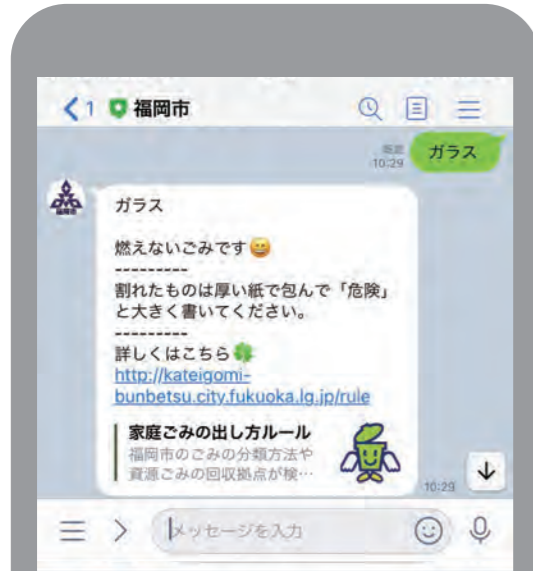 1 福岡市
既読
10:29
ガラス
福岡市
ガラス
燃えないごみです😀
---------
割れたものは厚い紙で包んで「危険」
と大きく書いてください。
---------
詳しくはこちら🍀
http://kateigomi-
bunbetsu.city.fukuoka.lg.jp/rule
家庭ごみの出し方ルール
福岡市のごみの分類方法や
資源ごみの回収拠点が検…
10:29
メッセージを入力